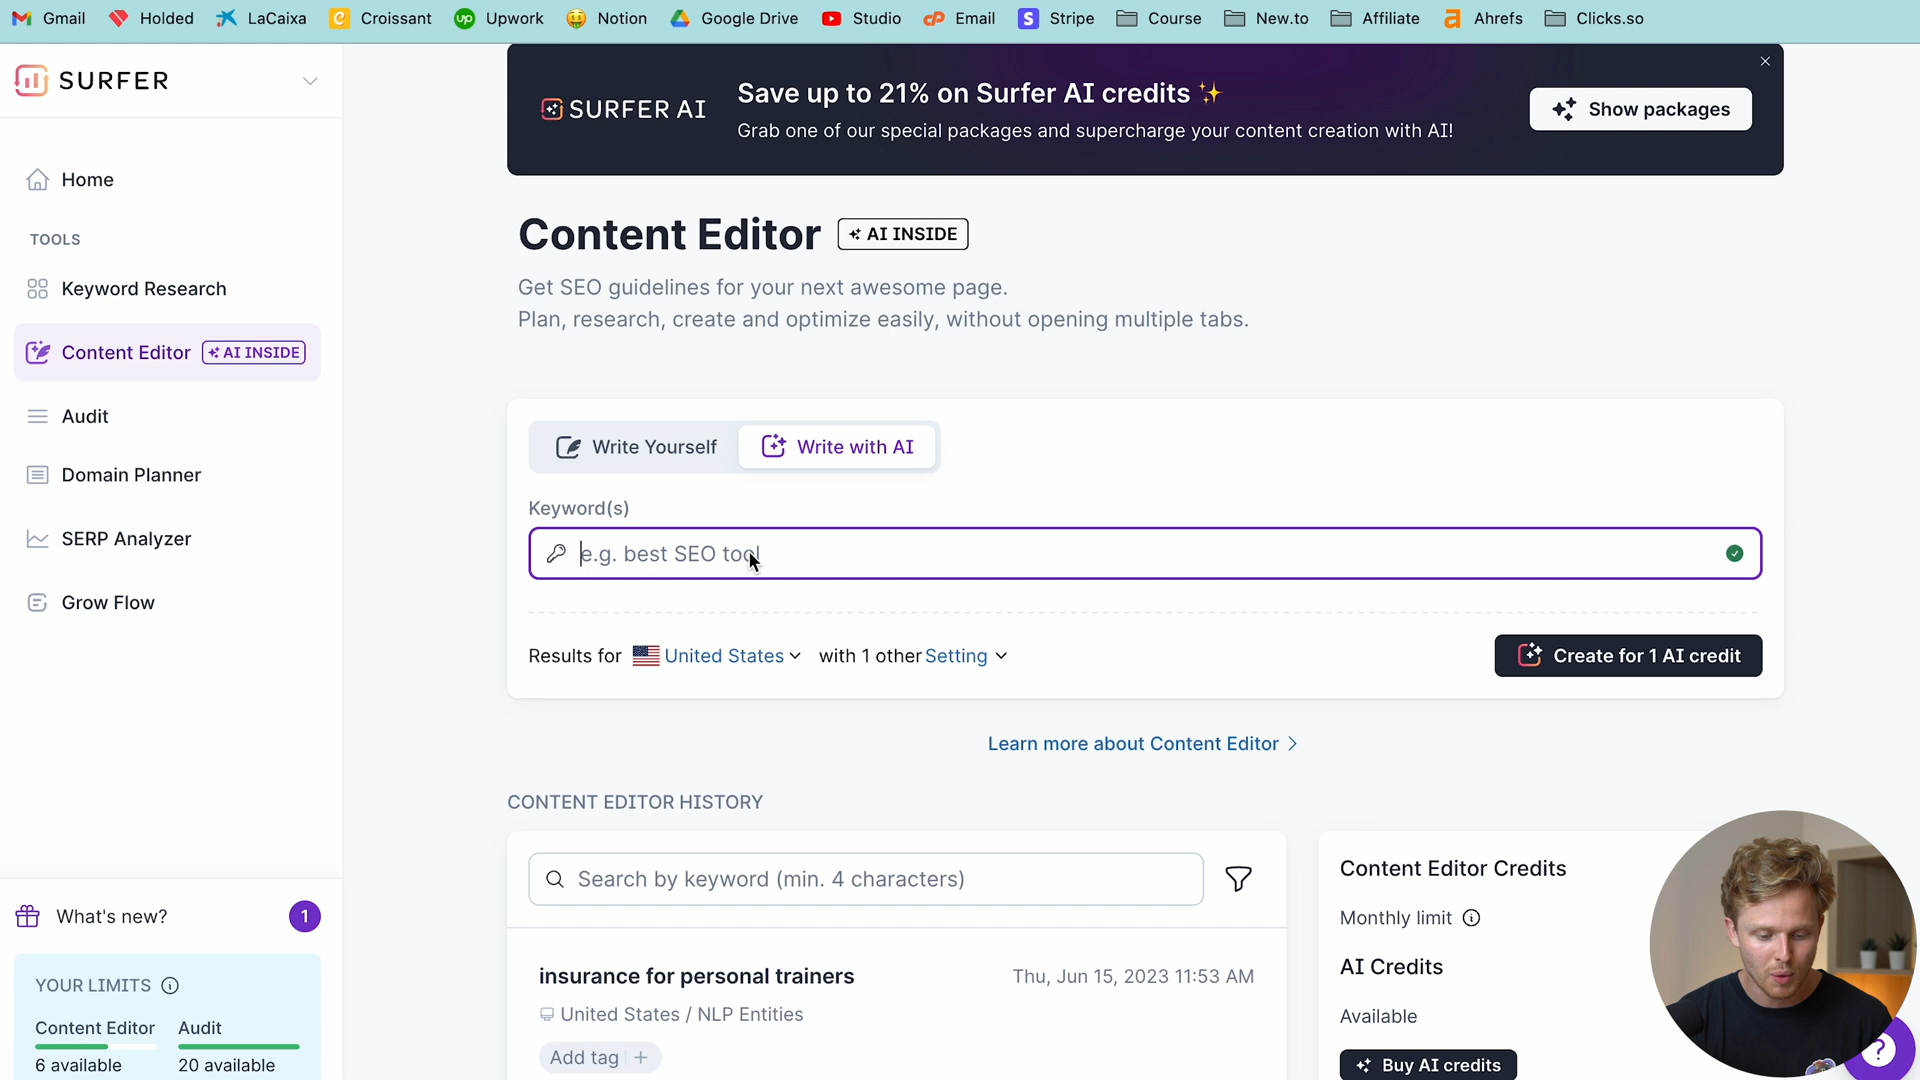 Gmail Holded LaCaixa Croissant Upwork Notion Google Drive Studio Email Stripe Course New.to Affiliate Ahrefs Clicks.so
SURFER
SURFER AI
Save up to 21% on Surfer AI credits ✨
Grab one of our special packages and supercharge your content creation with AI!
Show packages
Home
TOOLS
Keyword Research
Content Editor AI INSIDE
Audit
Domain Planner
SERP Analyzer
Grow Flow
Content Editor AI INSIDE
Get SEO guidelines for your next awesome page.
Plan, research, create and optimize easily, without opening multiple tabs.
Write Yourself Write with AI
Keyword(s)
e.g. best SEO tool
Results for United States with 1 other Setting
Create for 1 AI credit
Learn more about Content Editor
CONTENT EDITOR HISTORY
Search by keyword (min. 4 characters)
insurance for personal trainers Thu, Jun 15, 2023 11:53 AM
United States / NLP Entities
Add tag +
Content Editor Credits
Monthly limit
AI Credits
Available
Buy AI credits
What's new? 1
YOUR LIMITS
Content Editor Audit
6 available 20 available
?